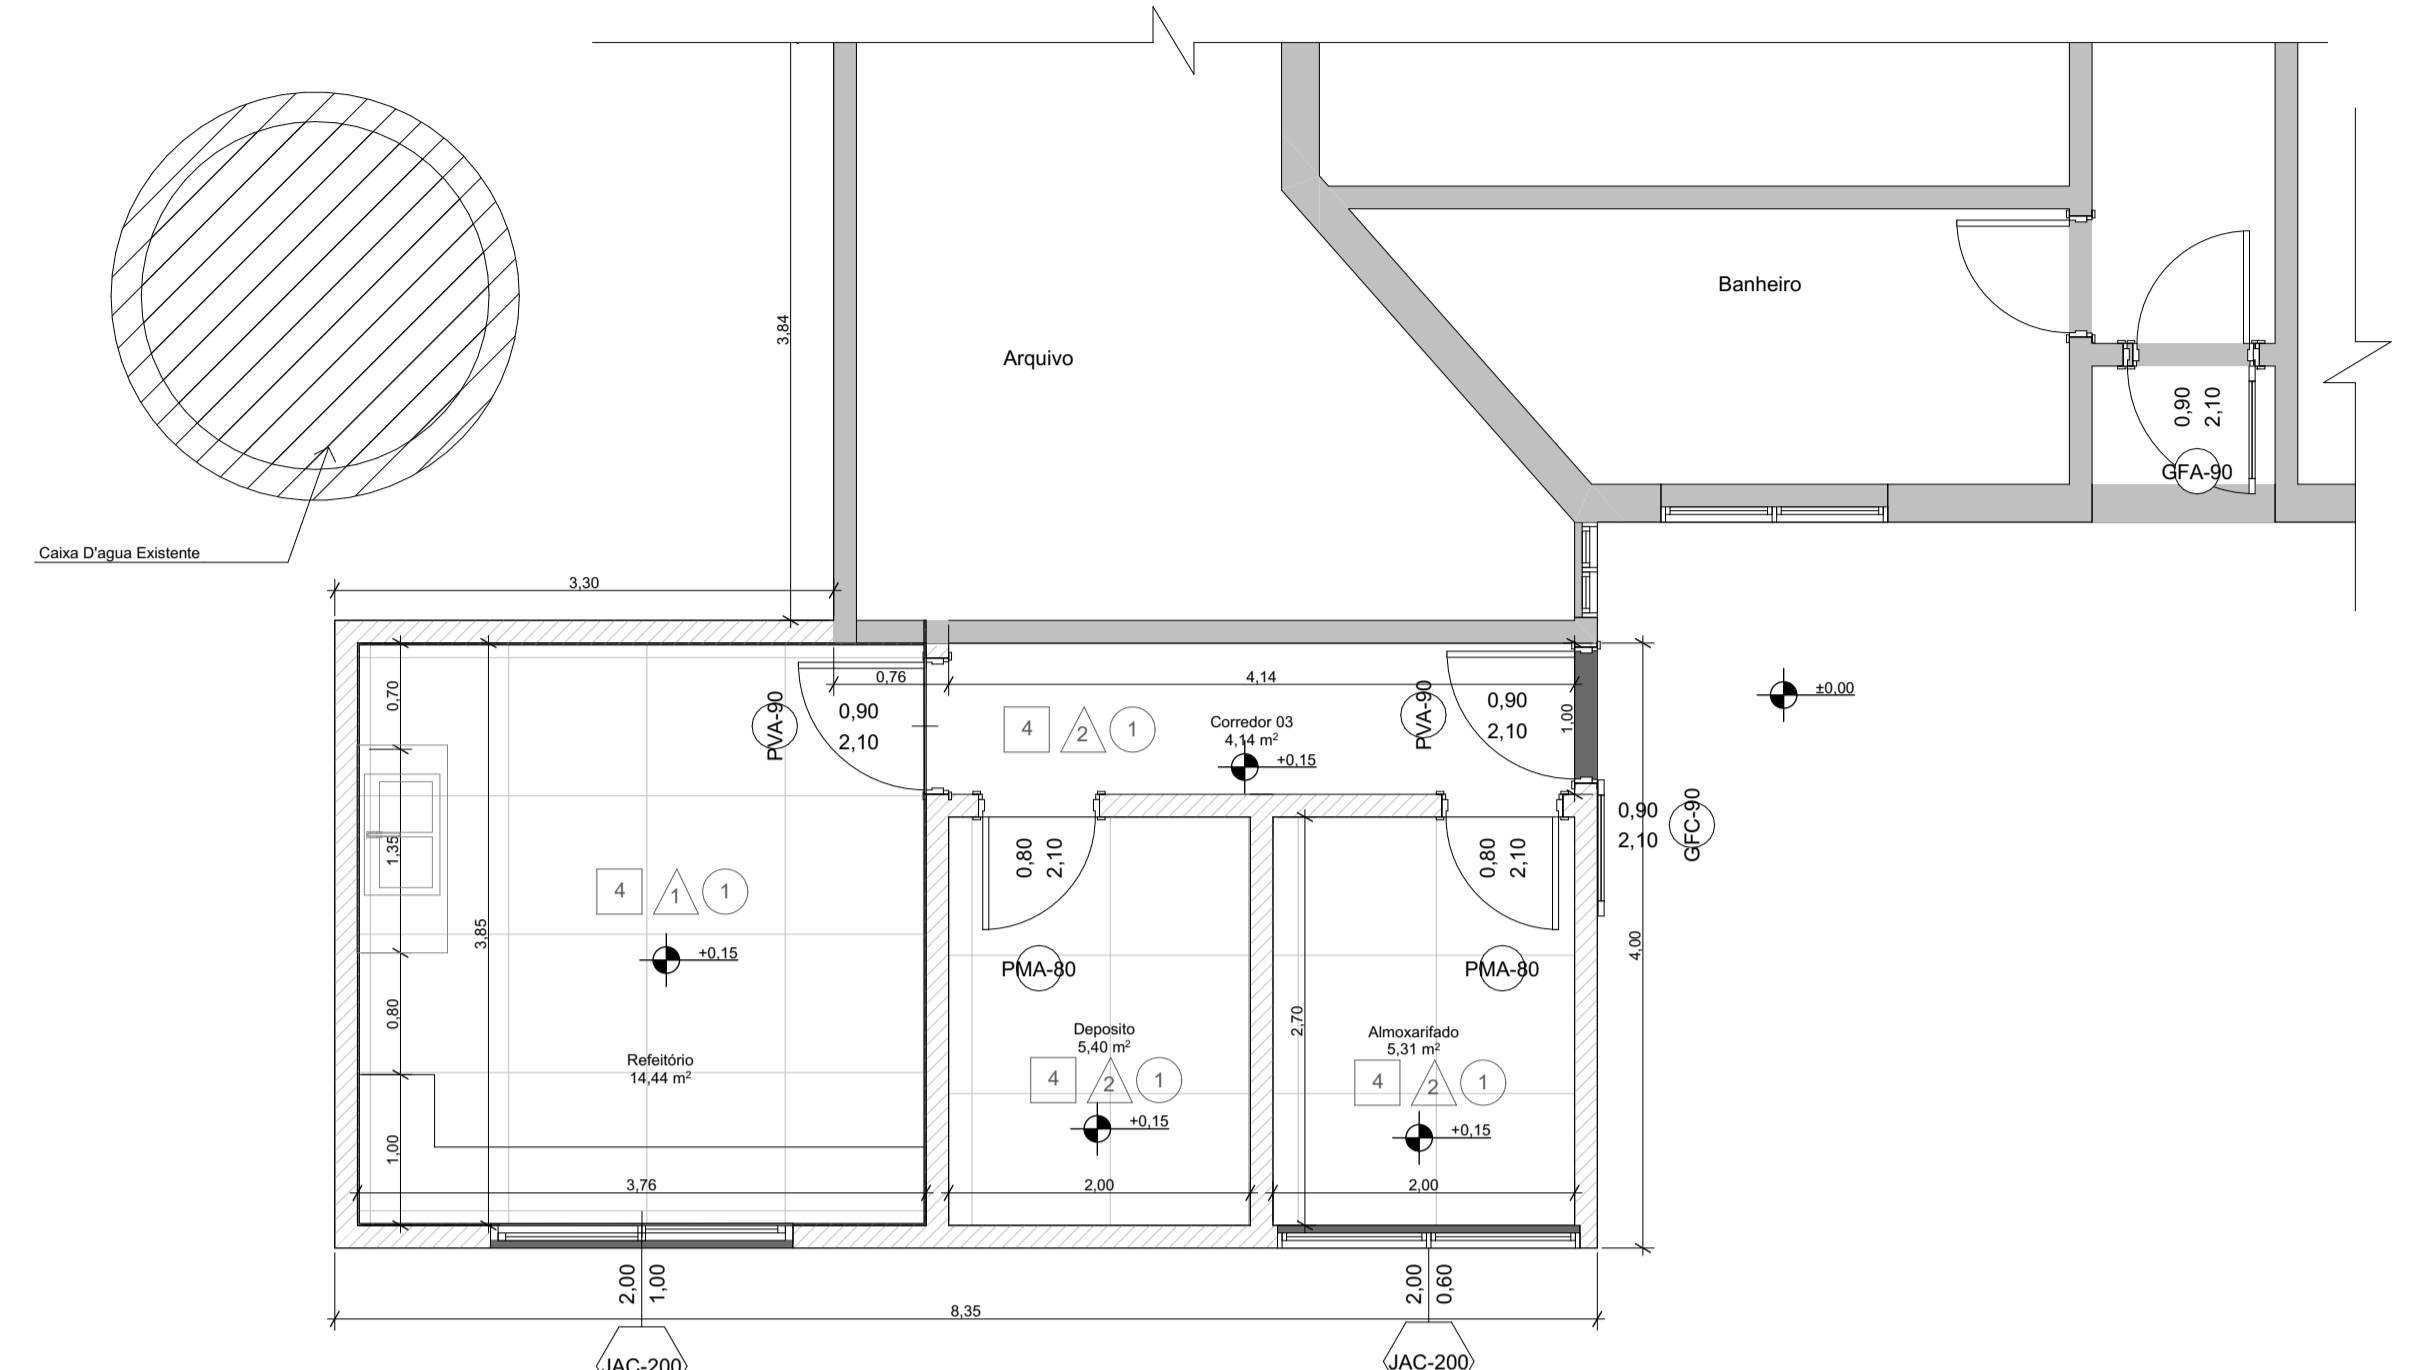 3,84
Banheiro
Arquivo
0,90
2,10
GFA-90
Caixa D'agua Existente
3,30
0,76
4,14
0,70
PVA-90
0,90
2,10
4
2
1
Corredor 03
4,14 m²
+0,15
PVA-90
0,90
2,10
1,00
±0,00
0,90
2,10
GFC-90
1,35
3,85
4
1
1
+0,15
0,80
2,10
0,80
2,10
4,00
PMA-80
PMA-80
0,80
Refeitório
14,44 m²
Deposito
5,40 m²
4
2
1
+0,15
2,70
Almoxarifado
5,31 m²
4
2
1
+0,15
1,00
3,76
2,00
2,00
2,00
1,00
2,00
0,60
8,35
JAC-200
JAC-200